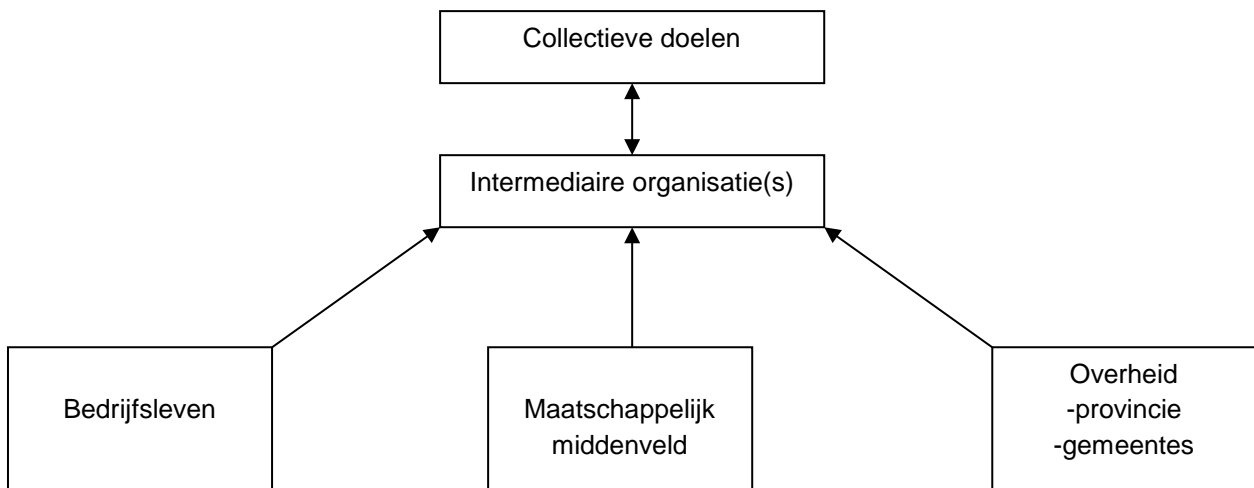 Collectieve doelen
Intermediaire organisatie(s)
Bedrijfsleven
Maatschappelijk
middenveld
Overheid
-provincie
-gemeentes